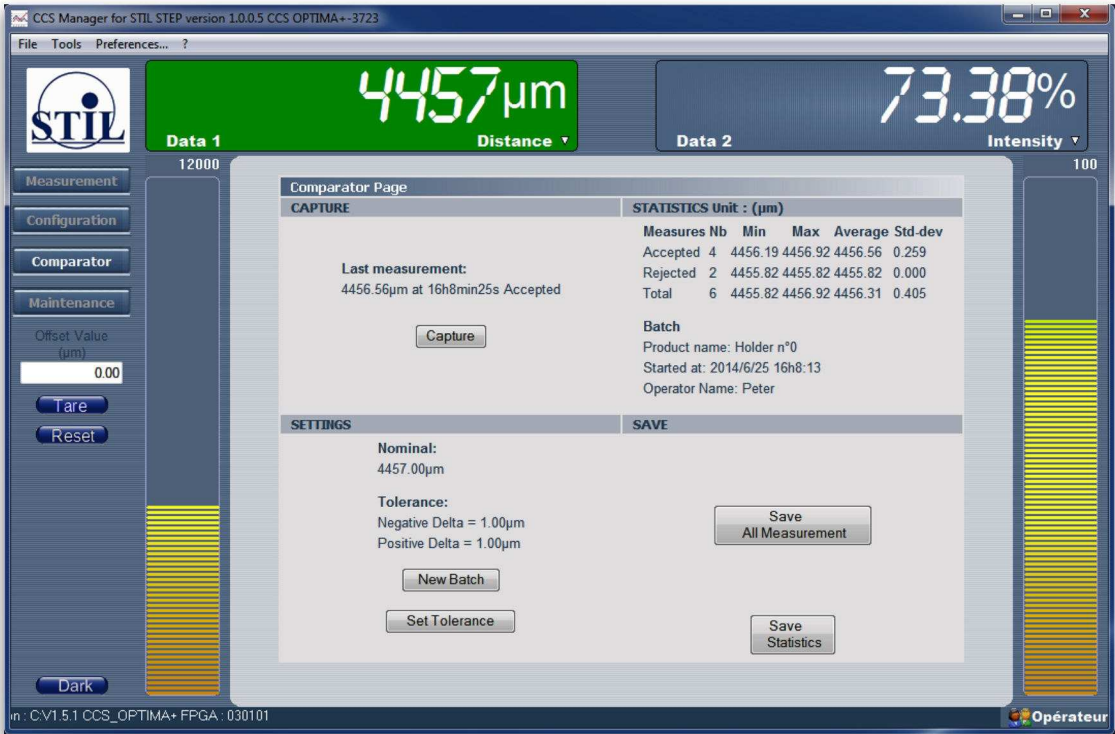 CCS Manager for STIL STEP version 1.0.0.5 CCS OPTIMA+-3723
File Tools Preferences... ?
STIL
4457µm
Data 1 Distance
73.38%
Data 2 Intensity
12000
100
Measurement
Configuration
Comparator
Maintenance
Offset Value
(µm)
0.00
Tare
Reset
Dark
Comparator Page
CAPTURE
Last measurement:
4456.56µm at 16h8min25s Accepted
Capture
STATISTICS Unit : (µm)
Measures Nb Min Max Average Std-dev
Accepted 4 4456.19 4456.92 4456.56 0.259
Rejected 2 4455.82 4455.82 4455.82 0.000
Total 6 4455.82 4456.92 4456.31 0.405
Batch
Product name: Holder n°0
Started at: 2014/6/25 16h8:13
Operator Name: Peter
SETTINGS
Nominal:
4457.00µm
Tolerance:
Negative Delta = 1.00µm
Positive Delta = 1.00µm
New Batch
Set Tolerance
SAVE
Save
All Measurement
Save
Statistics
n : C:V1.5.1 CCS_OPTIMA+ FPGA : 030101
Opérateur